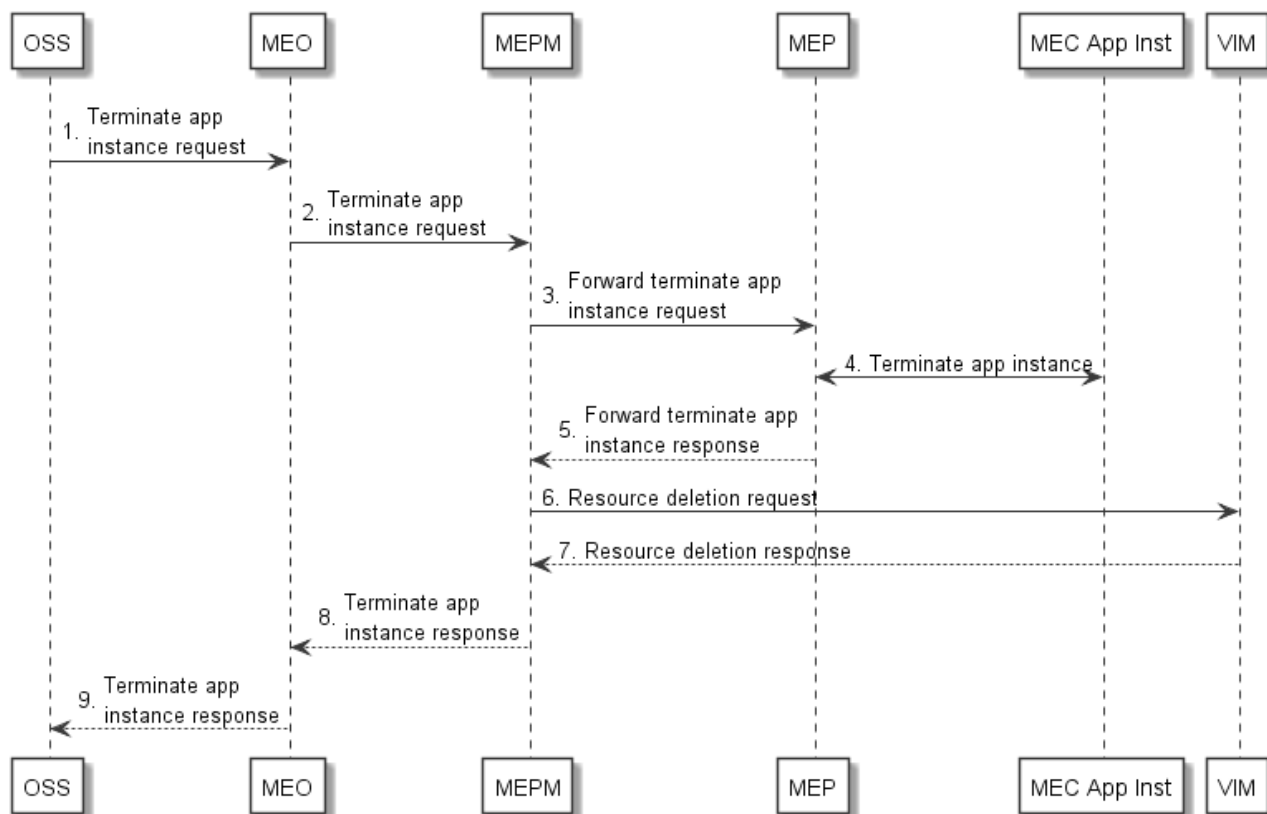 OSS
MEO
MEPM
MEP
MEC App Inst
VIM
1. Terminate app
instance request
2. Terminate app
instance request
3. Forward terminate app
instance request
4. Terminate app instance
5. Forward terminate app
instance response
6. Resource deletion request
7. Resource deletion response
8. Terminate app
instance response
9. Terminate app
instance response
OSS
MEO
MEPM
MEP
MEC App Inst
VIM